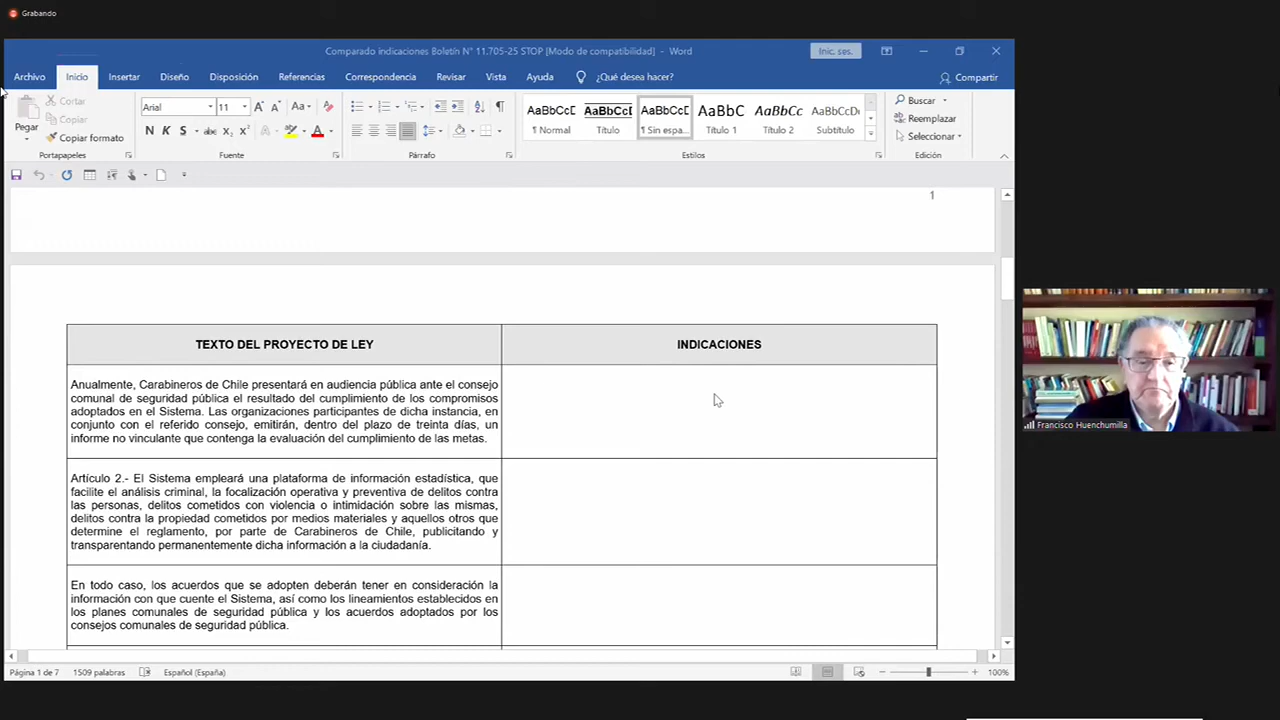 Grabando
Comparado indicaciones Boletín N° 11.705-25 STOP [Modo de compatibilidad] - Word
Inic. ses.
Archivo Inicio Insertar Diseño Disposición Referencias Correspondencia Revisar Vista Ayuda ¿Qué desea hacer? Compartir
Pegar
Cortar
Copiar
Copiar formato
Portapapeles
Arial 11
Fuente
Párrafo
AaBbCcD AaBbCcI AaBbCcD AaBbC AaBbCc AaBbCcDc
¶ Normal Título ¶ Sin espa... Título 1 Título 2 Subtítulo
Estilos
Buscar
Reemplazar
Seleccionar
Edición
1
TEXTO DEL PROYECTO DE LEY INDICACIONES
Anualmente, Carabineros de Chile presentará en audiencia pública ante el consejo
comunal de seguridad pública el resultado del cumplimiento de los compromisos
adoptados en el Sistema. Las organizaciones participantes de dicha instancia, en
conjunto con el referido consejo, emitirán, dentro del plazo de treinta días, un
informe no vinculante que contenga la evaluación del cumplimiento de las metas.
Artículo 2.- El Sistema empleará una plataforma de información estadística, que
facilite el análisis criminal, la focalización operativa y preventiva de delitos contra
las personas, delitos cometidos con violencia o intimidación sobre las mismas,
delitos contra la propiedad cometidos por medios materiales y aquellos otros que
determine el reglamento, por parte de Carabineros de Chile, publicitando y
transparentando permanentemente dicha información a la ciudadanía.
En todo caso, los acuerdos que se adopten deberán tener en consideración la
información con que cuente el Sistema, así como los lineamientos establecidos en
los planes comunales de seguridad pública y los acuerdos adoptados por los
consejos comunales de seguridad pública.
Francisco Huenchumilla
Página 1 de 7 1509 palabras Español (España) 100%